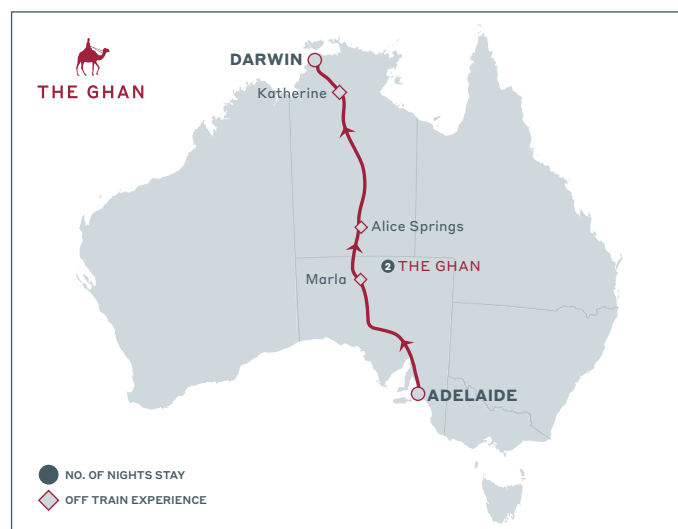 THE GHAN
DARWIN
Katherine
Alice Springs
2 THE GHAN
Marla
ADELAIDE
NO. OF NIGHTS STAY
OFF TRAIN EXPERIENCE